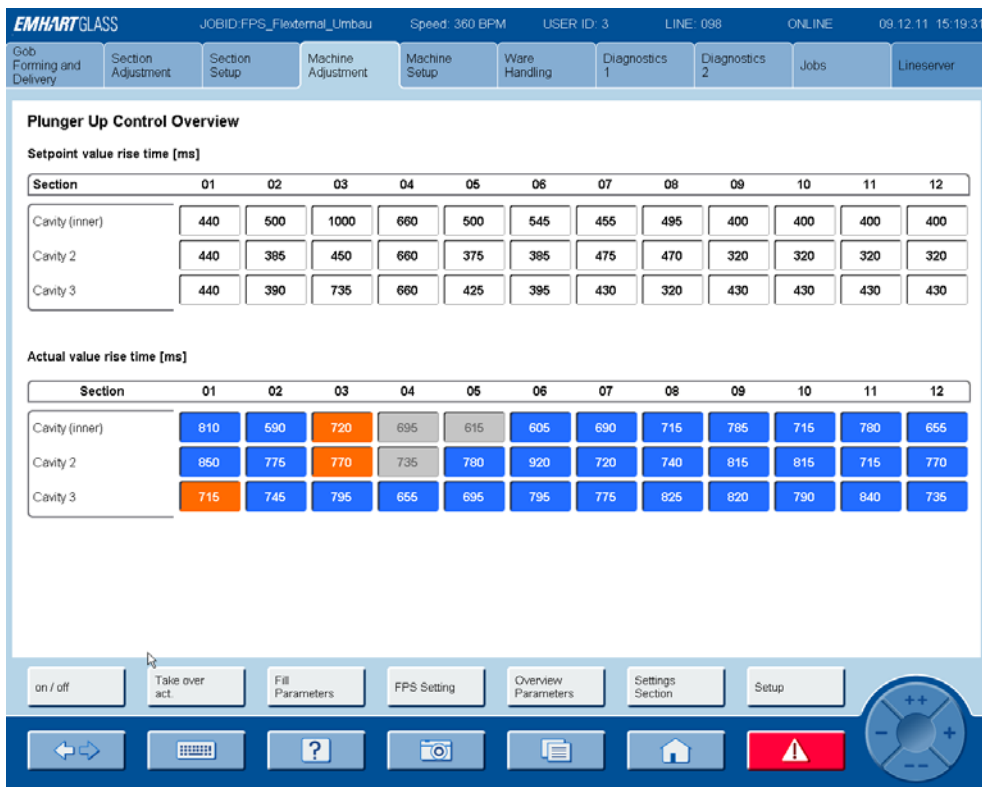 EMHARTGLASS JOBID:FPS_Flexternal_Umbau Speed: 360 BPM USER ID: 3 LINE: 098 ONLINE 09.12.11 15:19:31
Gob Forming and Delivery
Section Adjustment
Section Setup
Machine Adjustment
Machine Setup
Ware Handling
Diagnostics 1
Diagnostics 2
Jobs
Lineserver
Plunger Up Control Overview
Setpoint value rise time [ms]
Section 01 02 03 04 05 06 07 08 09 10 11 12
Cavity (inner) 440 500 1000 660 500 545 455 495 400 400 400 400
Cavity 2 440 385 450 660 375 385 475 470 320 320 320 320
Cavity 3 440 390 735 660 425 395 430 320 430 430 430 430
Actual value rise time [ms]
Section 01 02 03 04 05 06 07 08 09 10 11 12
Cavity (inner) 810 590 720 695 615 605 690 715 785 715 780 655
Cavity 2 850 775 770 735 780 920 720 740 815 815 715 770
Cavity 3 715 745 795 655 695 795 775 825 820 790 840 735
on / off
Take over act.
Fill Parameters
FPS Setting
Overview Parameters
Settings Section
Setup
++
- +
--
?